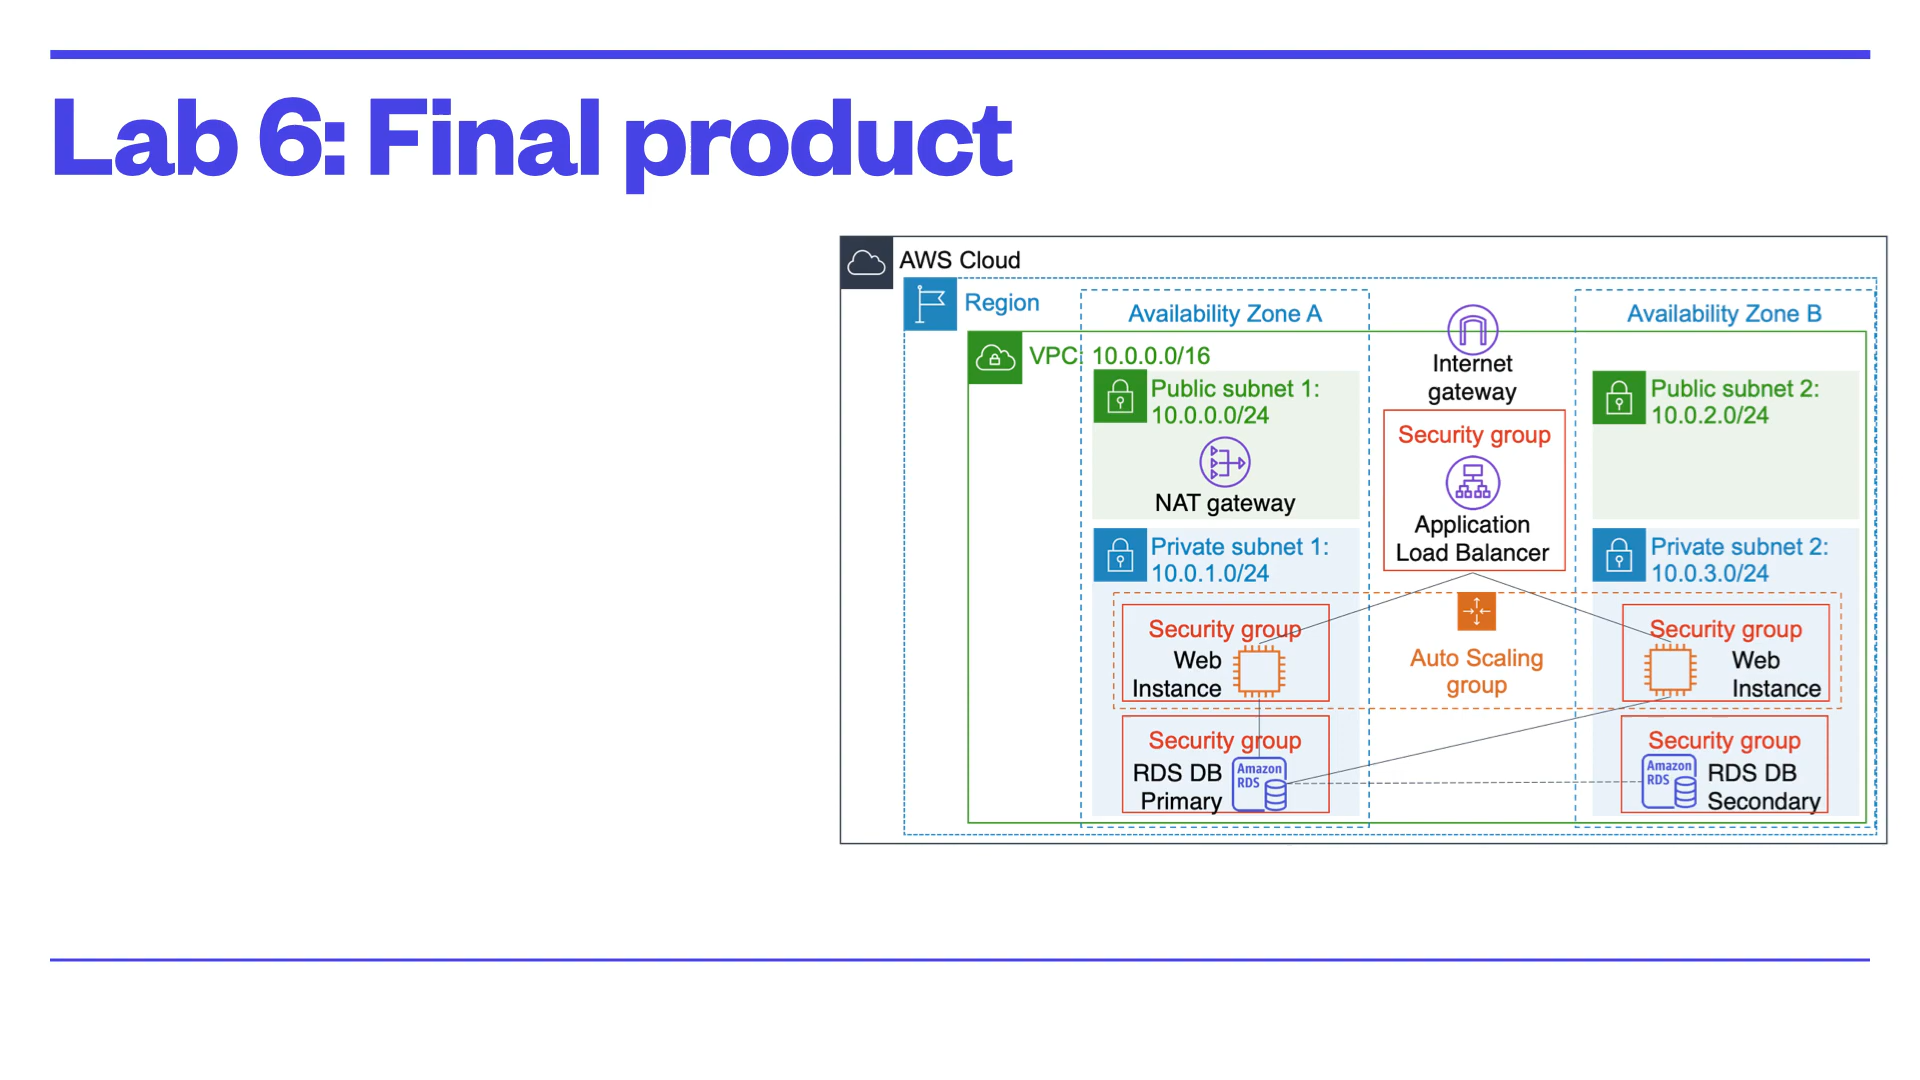 Lab 6: Final product
AWS Cloud
Region
Availability Zone A
Availability Zone B
VPC: 10.0.0.0/16
Internet
gateway
Public subnet 1:
10.0.0.0/24
NAT gateway
Security group
Application
Load Balancer
Public subnet 2:
10.0.2.0/24
Private subnet 1:
10.0.1.0/24
Private subnet 2:
10.0.3.0/24
Security group
Web
Instance
Auto Scaling
group
Security group
Web
Instance
Security group
RDS DB
Primary
Amazon
RDS
Security group
Amazon
RDS
RDS DB
Secondary